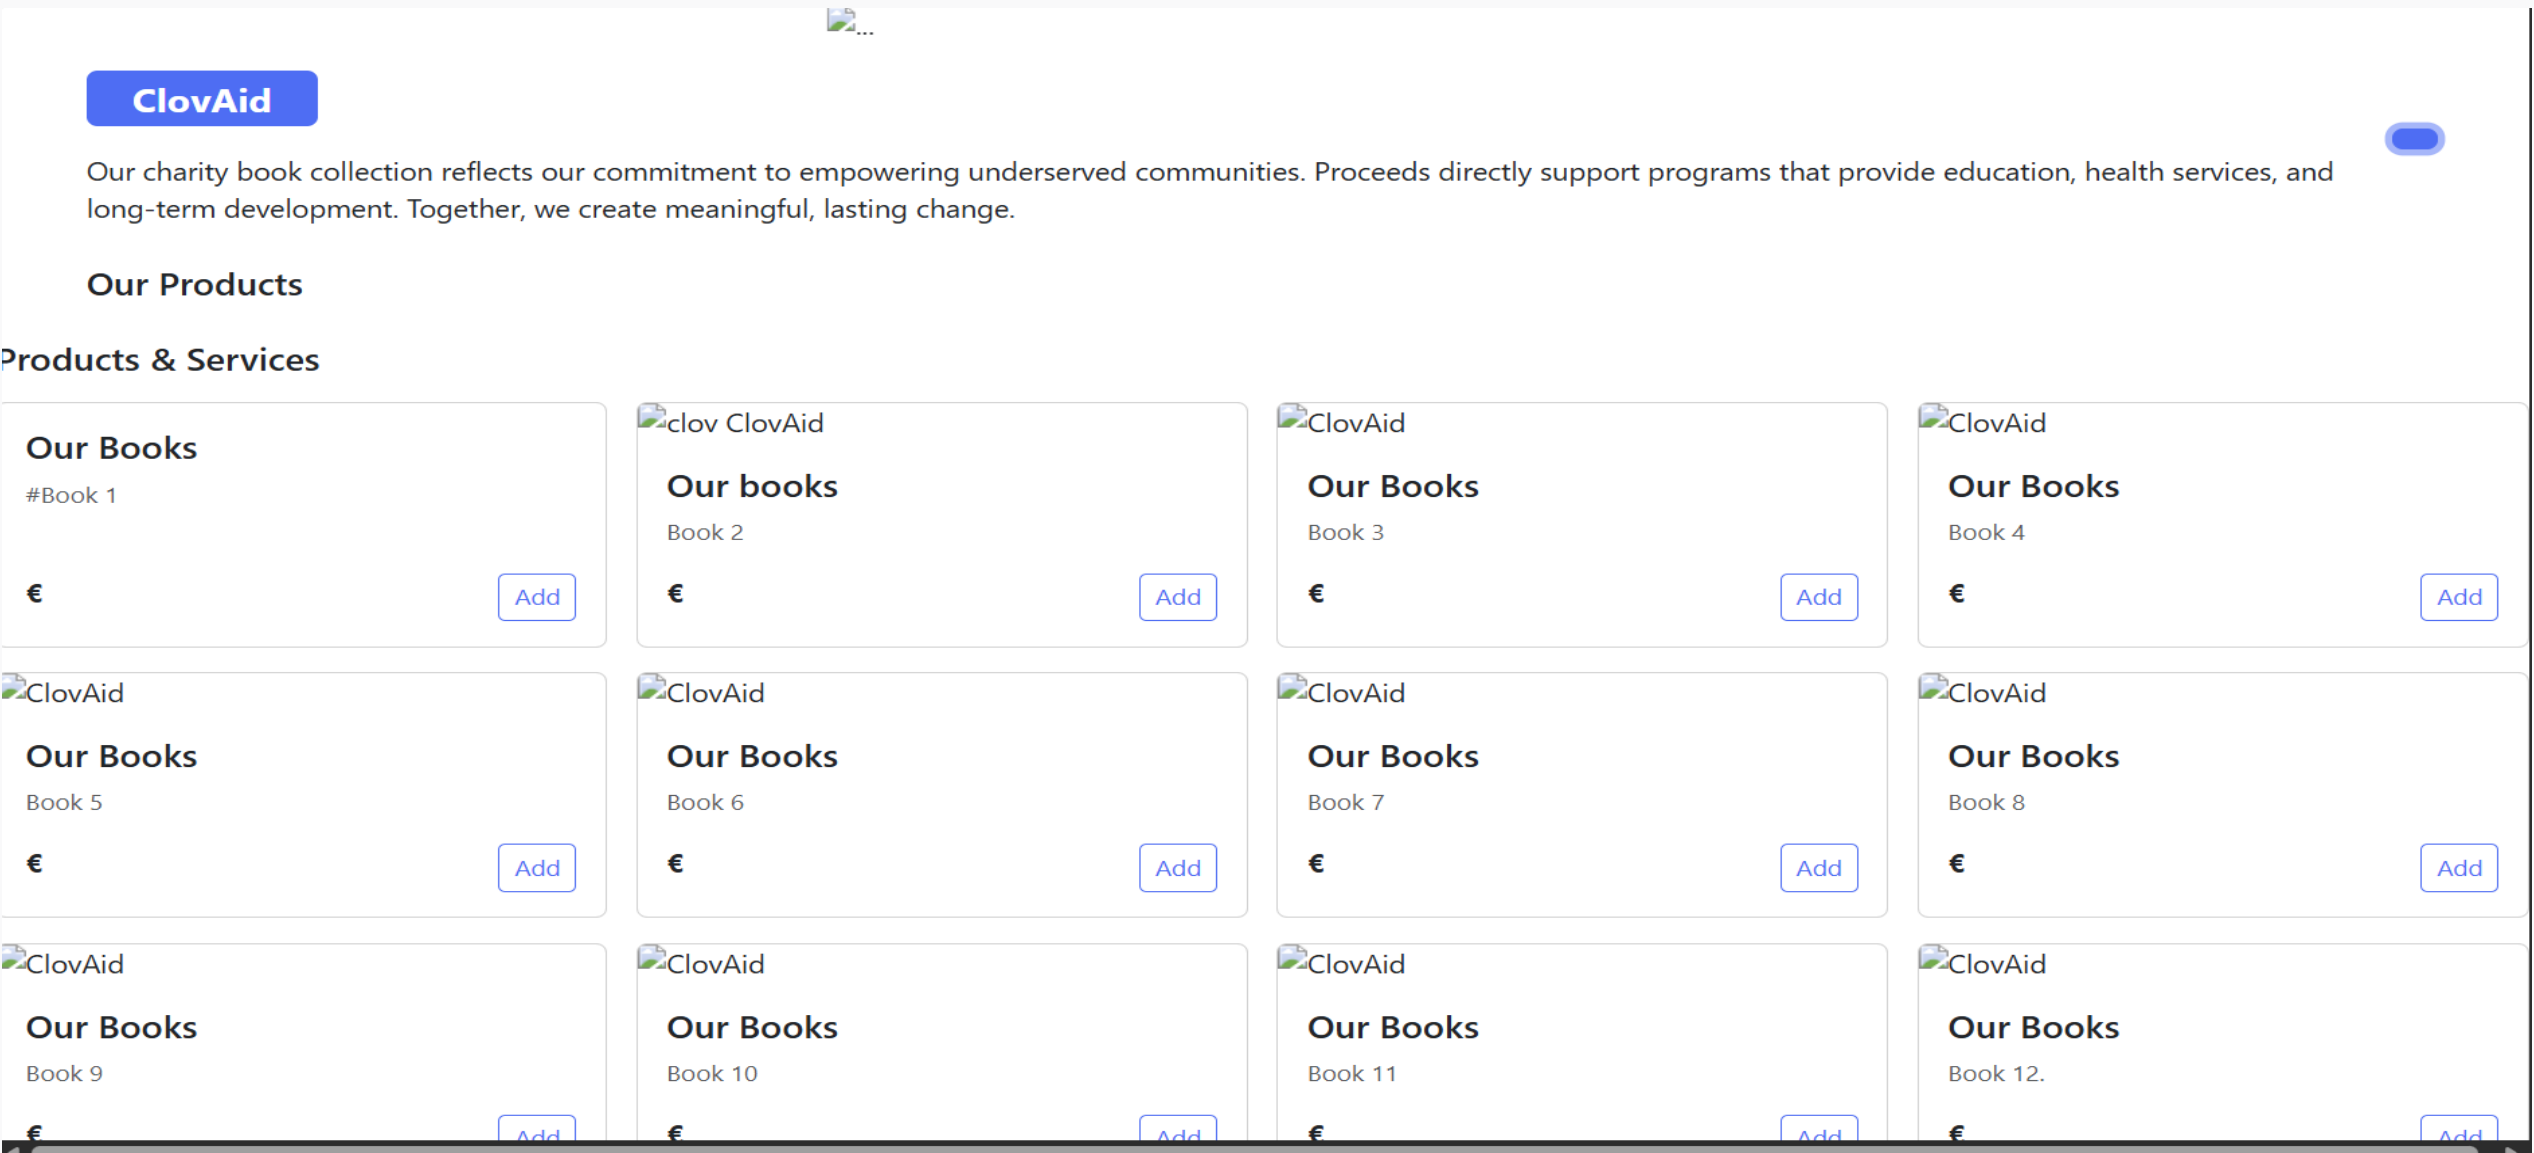 ...
ClovAid
Our charity book collection reflects our commitment to empowering underserved communities. Proceeds directly support programs that provide education, health services, and
long-term development. Together, we create meaningful, lasting change.
Our Products
Products & Services
Our Books
#Book 1
€
Add
clov ClovAid
Our books
Book 2
€
Add
ClovAid
Our Books
Book 3
€
Add
ClovAid
Our Books
Book 4
€
Add
ClovAid
Our Books
Book 5
€
Add
ClovAid
Our Books
Book 6
€
Add
ClovAid
Our Books
Book 7
€
Add
ClovAid
Our Books
Book 8
€
Add
ClovAid
Our Books
Book 9
€
Add
ClovAid
Our Books
Book 10
€
Add
ClovAid
Our Books
Book 11
€
Add
ClovAid
Our Books
Book 12.
€
Add